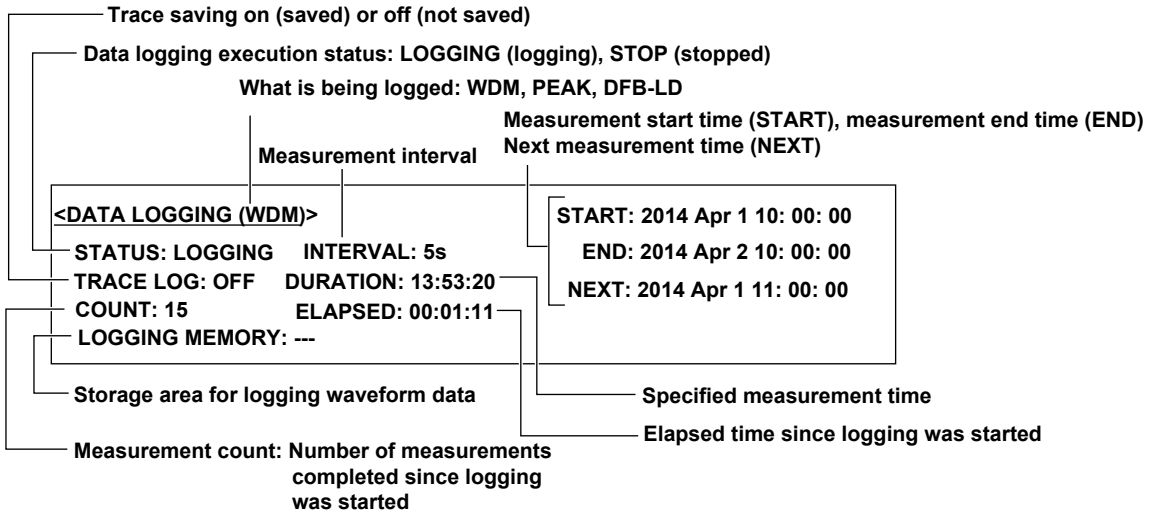 Trace saving on (saved) or off (not saved)
Data logging execution status: LOGGING (logging), STOP (stopped)
What is being logged: WDM, PEAK, DFB-LD
Measurement start time (START), measurement end time (END)
Next measurement time (NEXT)
Measurement interval
<DATA LOGGING (WDM)>
STATUS: LOGGING
INTERVAL: 5s
TRACE LOG: OFF
DURATION: 13:53:20
COUNT: 15
ELAPSED: 00:01:11
LOGGING MEMORY: ---
START: 2014 Apr 1 10: 00: 00
END: 2014 Apr 2 10: 00: 00
NEXT: 2014 Apr 1 11: 00: 00
Storage area for logging waveform data
Specified measurement time
Elapsed time since logging was started
Measurement count: Number of measurements
completed since logging
was started